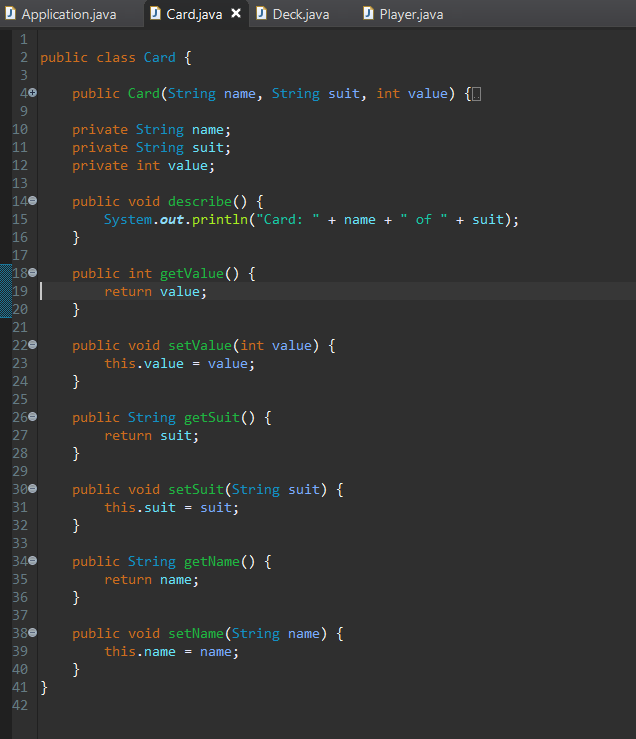 Application.java Card.java Deck.java Player.java
1
2 public class Card {
3
4 public Card(String name, String suit, int value) {
9
10 private String name;
11 private String suit;
12 private int value;
13
14 public void describe() {
15 System.out.println("Card: " + name + " of " + suit);
16 }
17
18 public int getValue() {
19 return value;
20 }
21
22 public void setValue(int value) {
23 this.value = value;
24 }
25
26 public String getSuit() {
27 return suit;
28 }
29
30 public void setSuit(String suit) {
31 this.suit = suit;
32 }
33
34 public String getName() {
35 return name;
36 }
37
38 public void setName(String name) {
39 this.name = name;
40 }
41 }
42